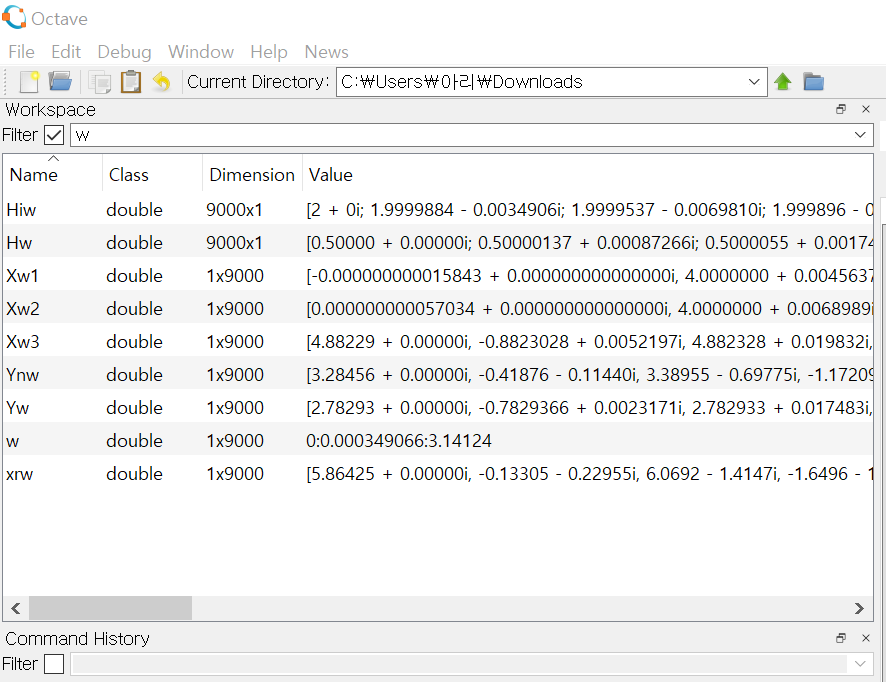 Octave
File Edit Debug Window Help News
Current Directory: C:₩Users₩아리₩Downloads
Workspace
Filter w
Name Class Dimension Value
Hiw double 9000x1 [2 + 0i; 1.9999884 - 0.0034906i; 1.9999537 - 0.0069810i; 1.999896 - 0
Hw double 9000x1 [0.50000 + 0.00000i; 0.50000137 + 0.00087266i; 0.5000055 + 0.00174
Xw1 double 1x9000 [-0.000000000015843 + 0.000000000000000i, 4.0000000 + 0.0045637
Xw2 double 1x9000 [0.000000000057034 + 0.000000000000000i, 4.0000000 + 0.0068989i
Xw3 double 1x9000 [4.88229 + 0.00000i, -0.8823028 + 0.0052197i, 4.882328 + 0.019832i,
Ynw double 1x9000 [3.28456 + 0.00000i, -0.41876 - 0.11440i, 3.38955 - 0.69775i, -1.17209
Yw double 1x9000 [2.78293 + 0.00000i, -0.7829366 + 0.0023171i, 2.782933 + 0.017483i,
w double 1x9000 0:0.000349066:3.14124
xrw double 1x9000 [5.86425 + 0.00000i, -0.13305 - 0.22955i, 6.0692 - 1.4147i, -1.6496 - 1
Command History
Filter